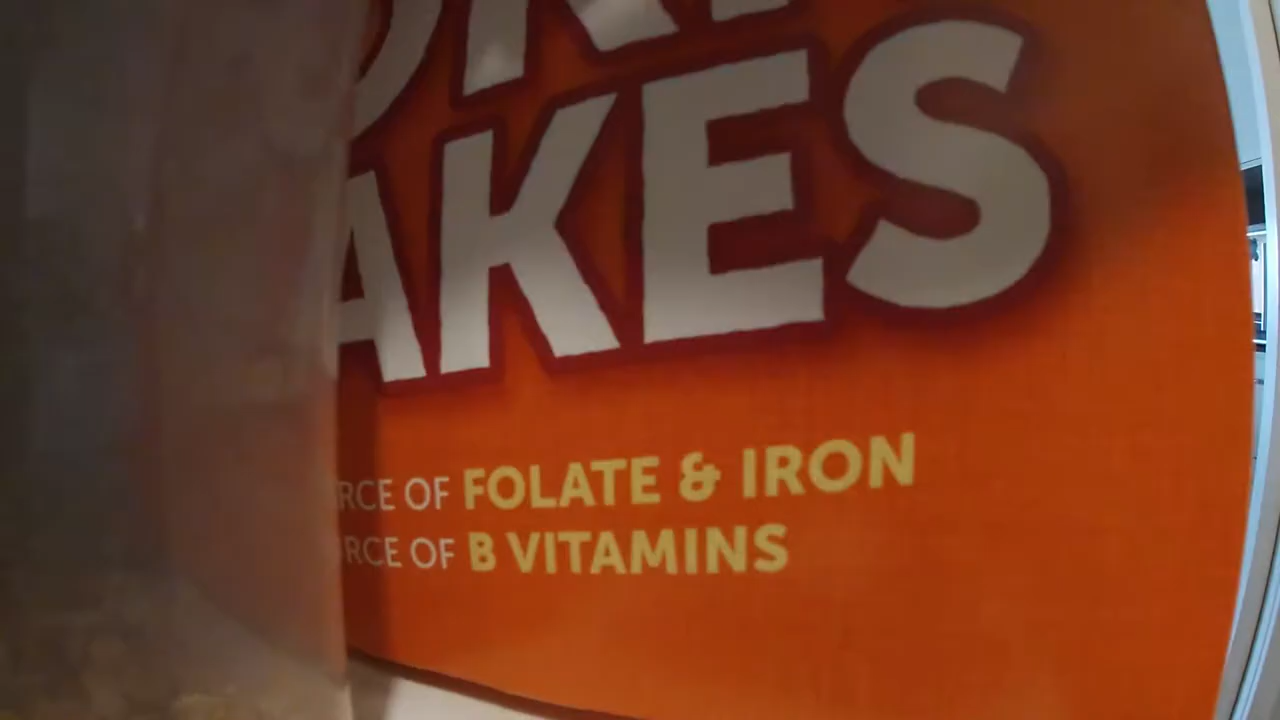 AKES
RCE OF FOLATE & IRON
RCE OF B VITAMINS